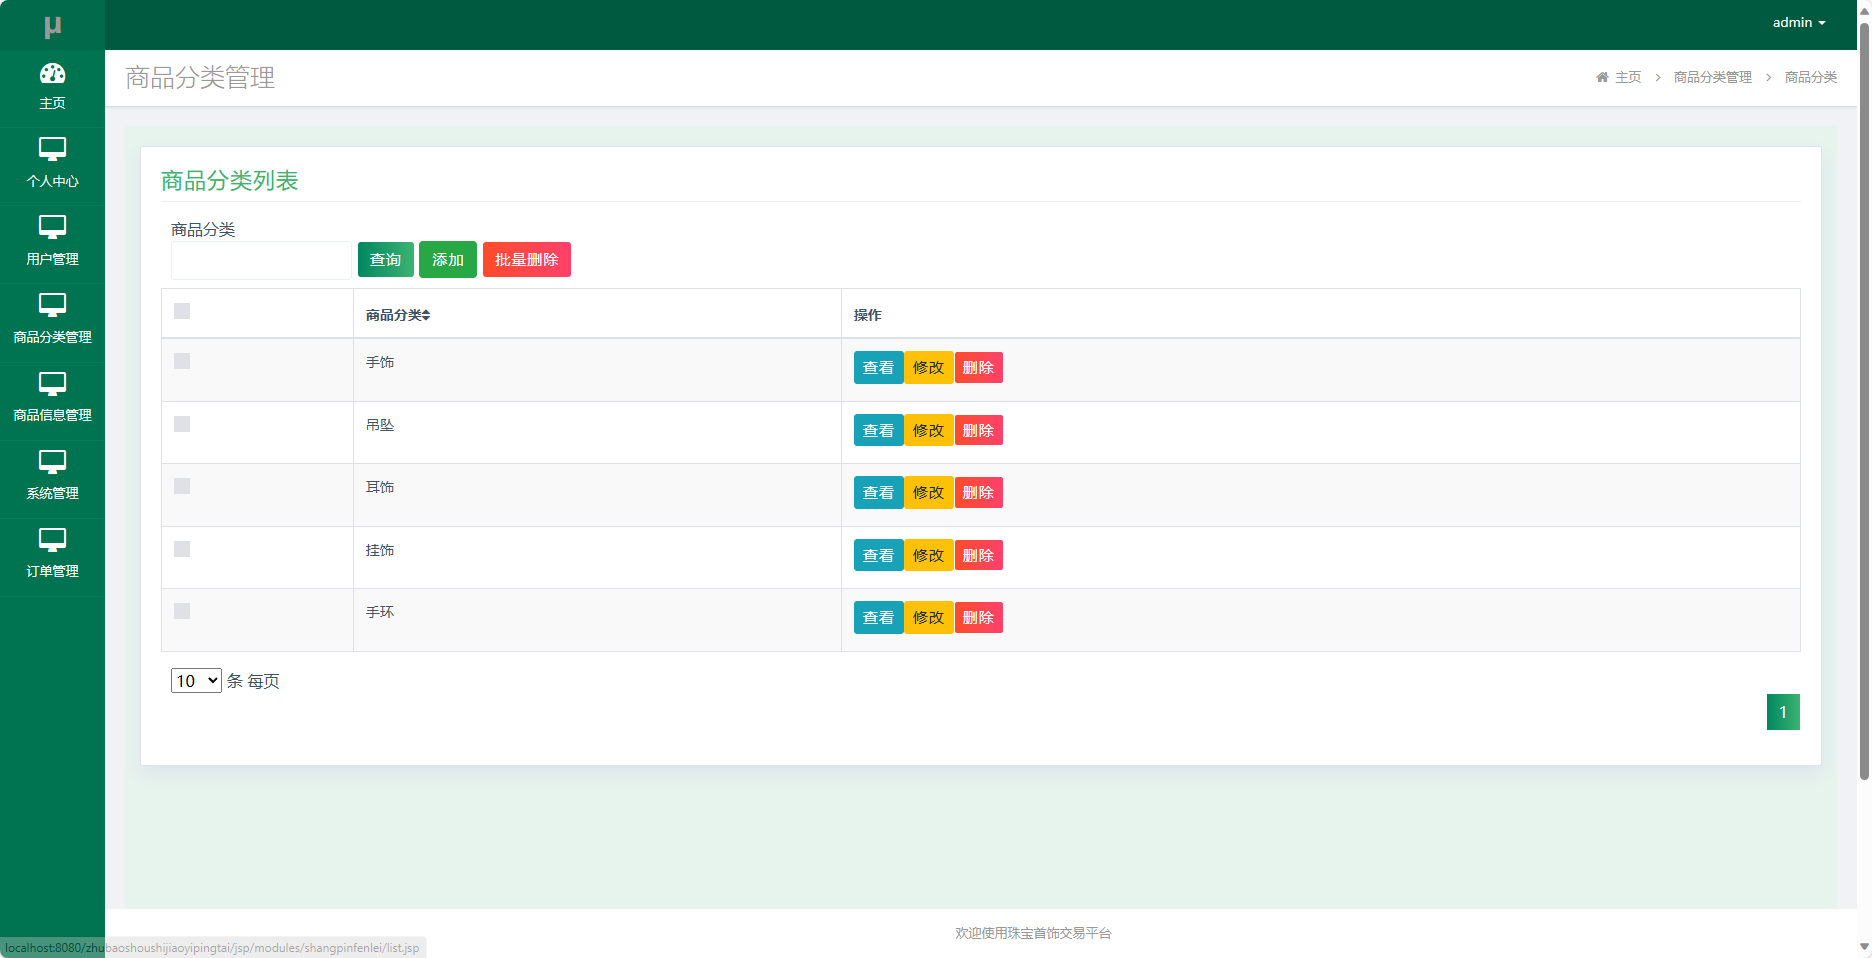 µ
admin
主页
个人中心
用户管理
商品分类管理
商品信息管理
系统管理
订单管理
商品分类管理
主页 > 商品分类管理 > 商品分类
商品分类列表
商品分类
查询 添加 批量删除
商品分类 操作
手饰 查看 修改 删除
吊坠 查看 修改 删除
耳饰 查看 修改 删除
挂饰 查看 修改 删除
手环 查看 修改 删除
10 条 每页
1
欢迎使用珠宝首饰交易平台
localhost:8080/zhubaoshoushijiaoyipingtai/jsp/modules/shangpinfenlei/list.jsp